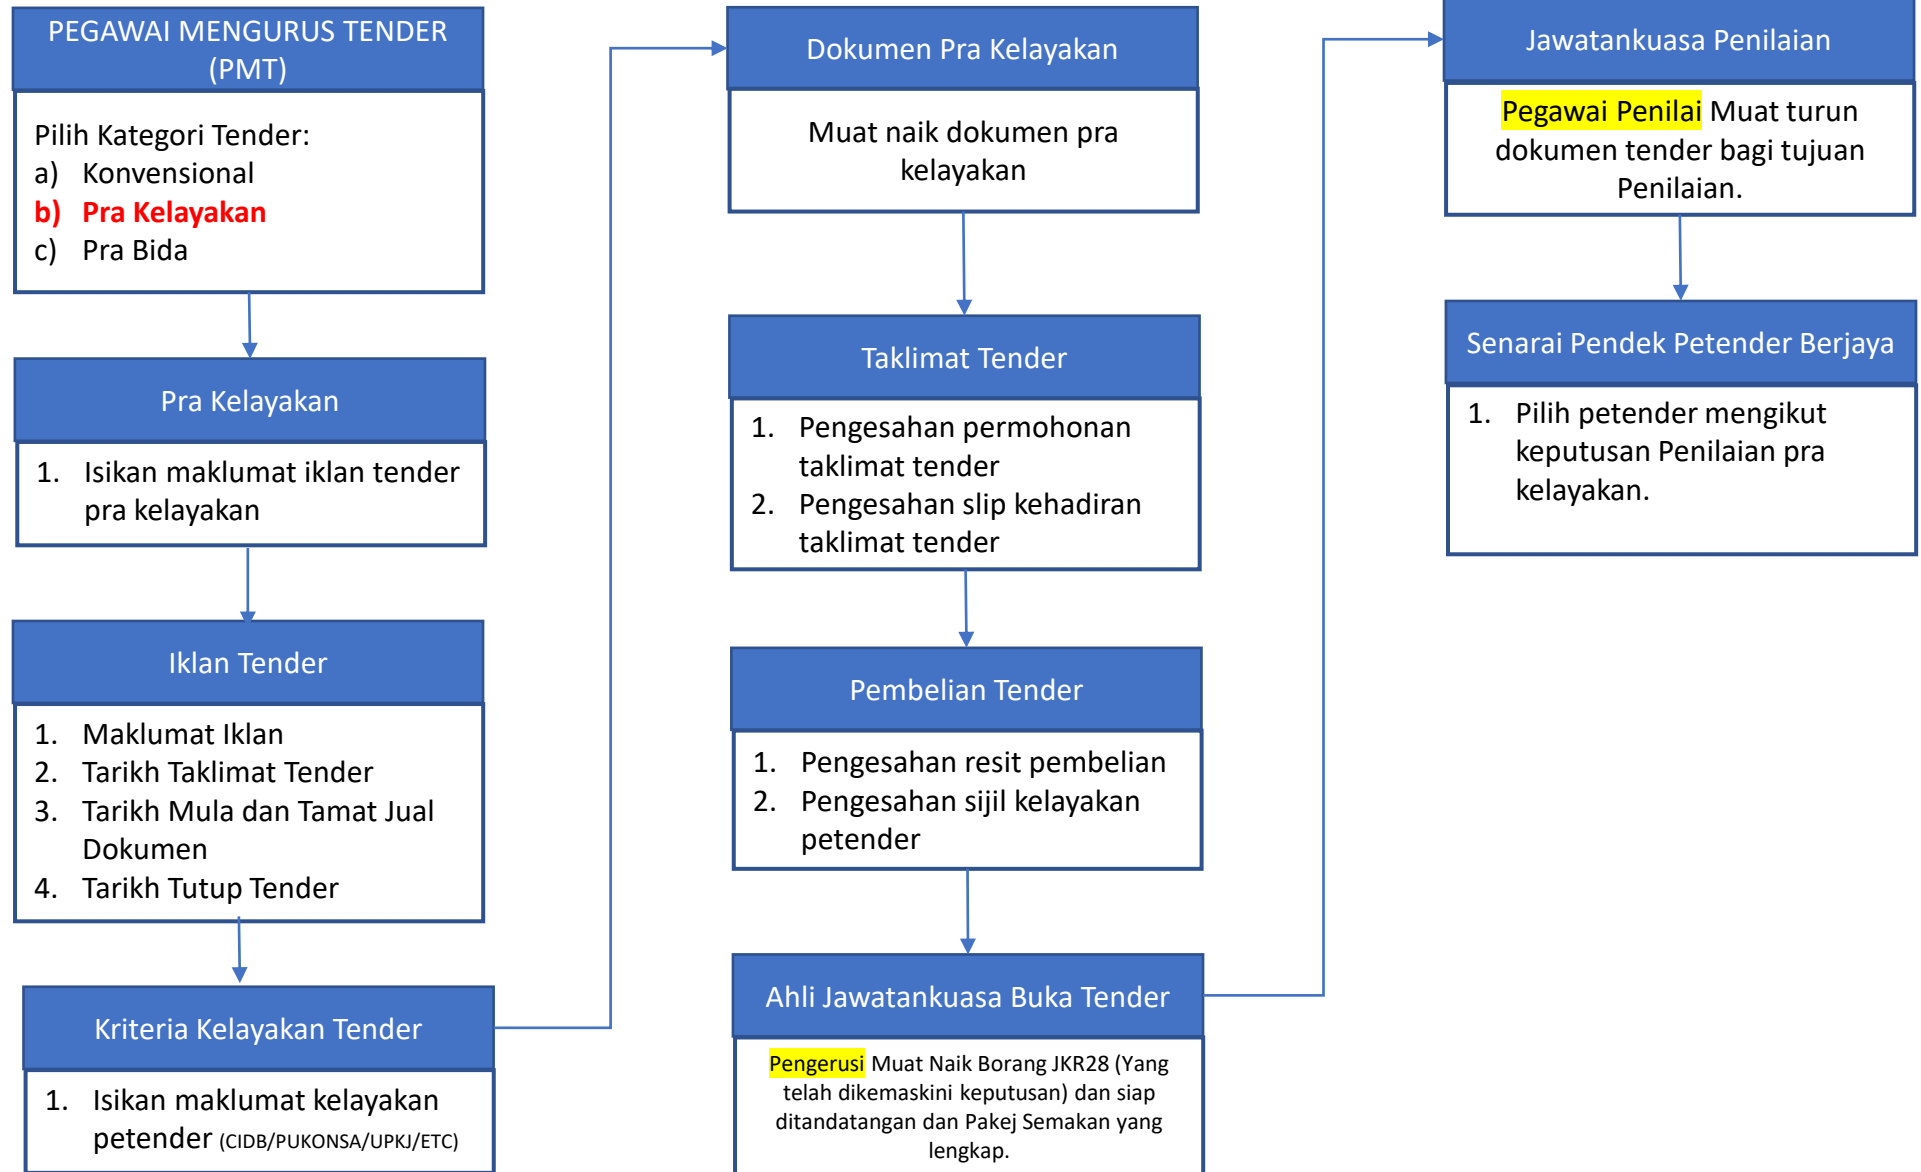 PEGAWAI MENGURUS TENDER
(PMT)
Pilih Kategori Tender:
a) Konvensional
b) Pra Kelayakan
c) Pra Bida
Pra Kelayakan
1. Isikan maklumat iklan tender
pra kelayakan
Iklan Tender
1. Maklumat Iklan
2. Tarikh Taklimat Tender
3. Tarikh Mula dan Tamat Jual
Dokumen
4. Tarikh Tutup Tender
Kriteria Kelayakan Tender
1. Isikan maklumat kelayakan
petender (CIDB/PUKONSA/UPKJ/ETC)
Dokumen Pra Kelayakan
Muat naik dokumen pra
kelayakan
Taklimat Tender
1. Pengesahan permohonan
taklimat tender
2. Pengesahan slip kehadiran
taklimat tender
Pembelian Tender
1. Pengesahan resit pembelian
2. Pengesahan sijil kelayakan
petender
Ahli Jawatankuasa Buka Tender
Pengerusi Muat Naik Borang JKR28 (Yang
telah dikemaskini keputusan) dan siap
ditandatangan dan Pakej Semakan yang
lengkap.
Jawatankuasa Penilaian
Pegawai Penilai Muat turun
dokumen tender bagi tujuan
Penilaian.
Senarai Pendek Petender Berjaya
1. Pilih petender mengikut
keputusan Penilaian pra
kelayakan.